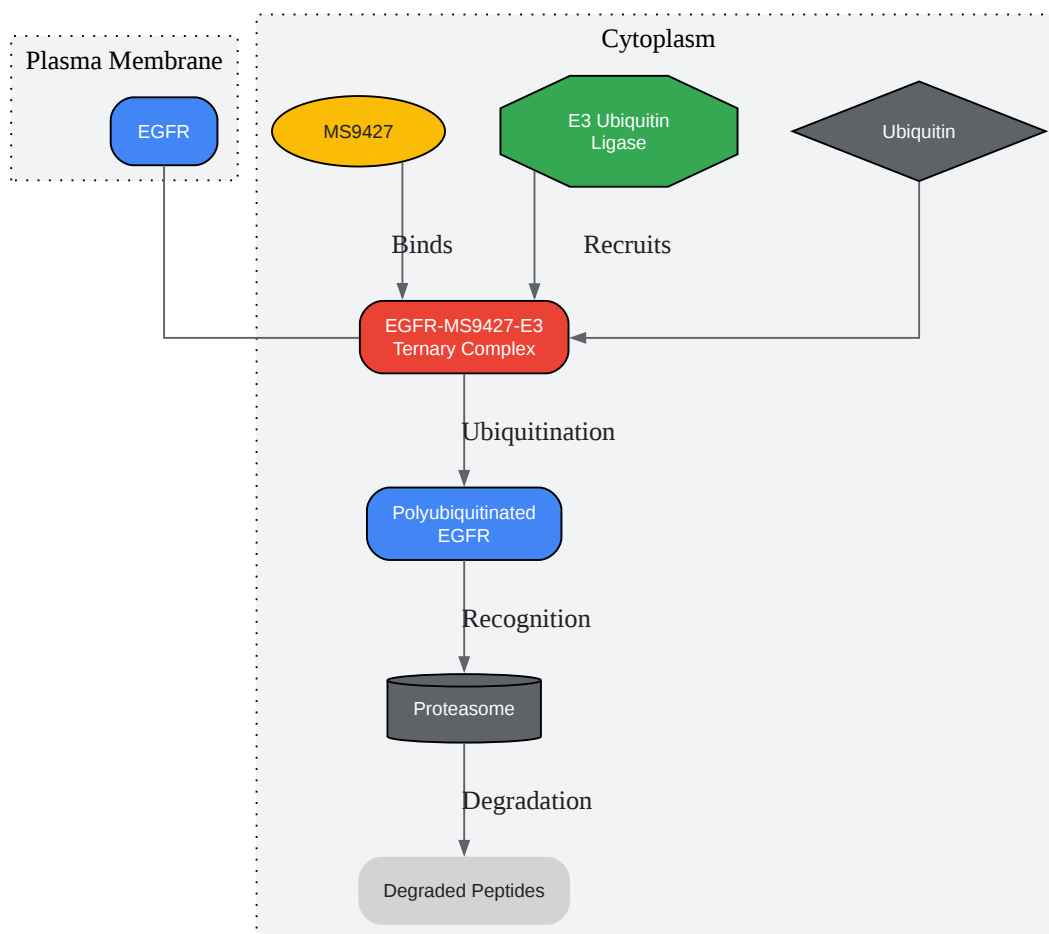 Cytoplasm
Plasma Membrane
EGFR
MS9427
E3 Ubiquitin
Ligase
Ubiquitin
Binds
Recruits
EGFR-MS9427-E3
Ternary Complex
Ubiquitination
Polyubiquitinated
EGFR
Recognition
Proteasome
Degradation
Degraded Peptides